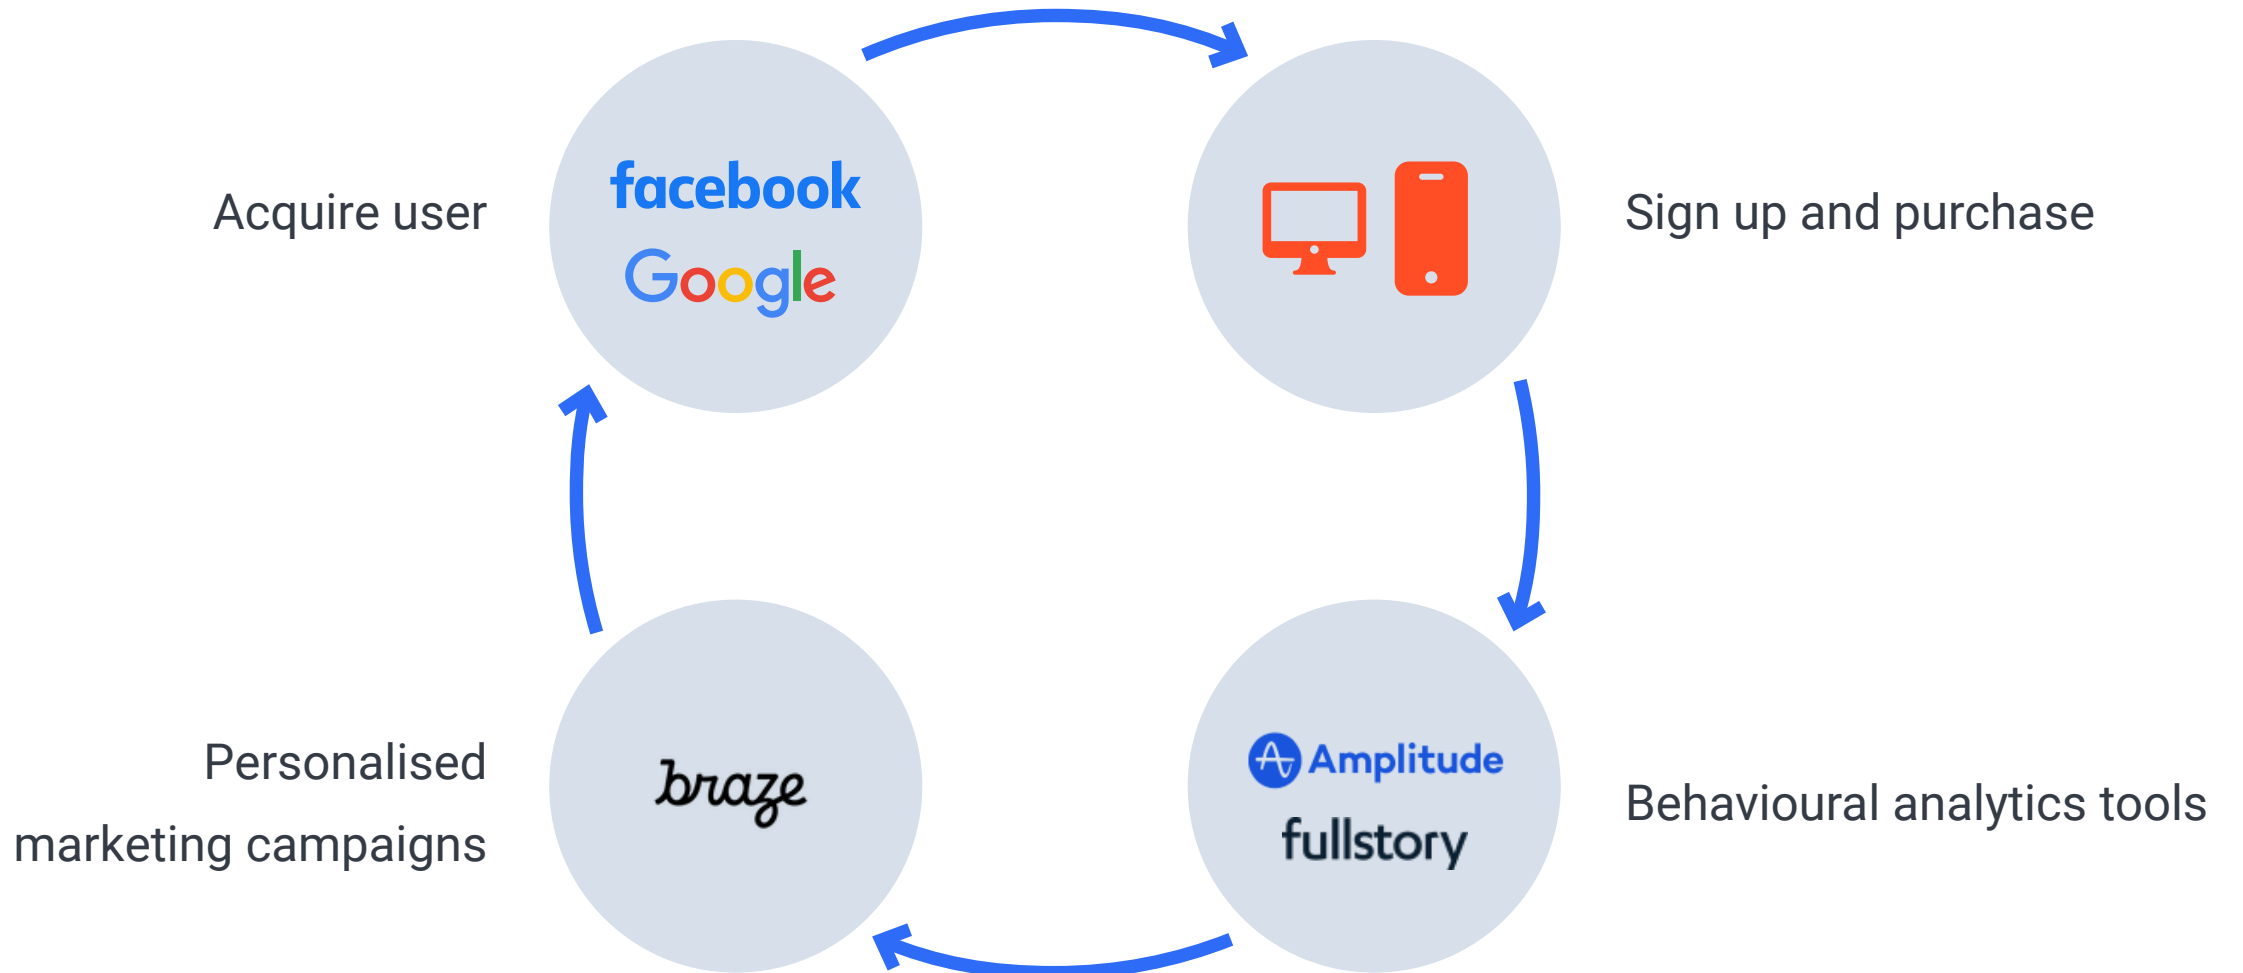 Acquire user
facebook
Google
Sign up and purchase
Personalised
marketing campaigns
braze
Amplitude
fullstory
Behavioural analytics tools